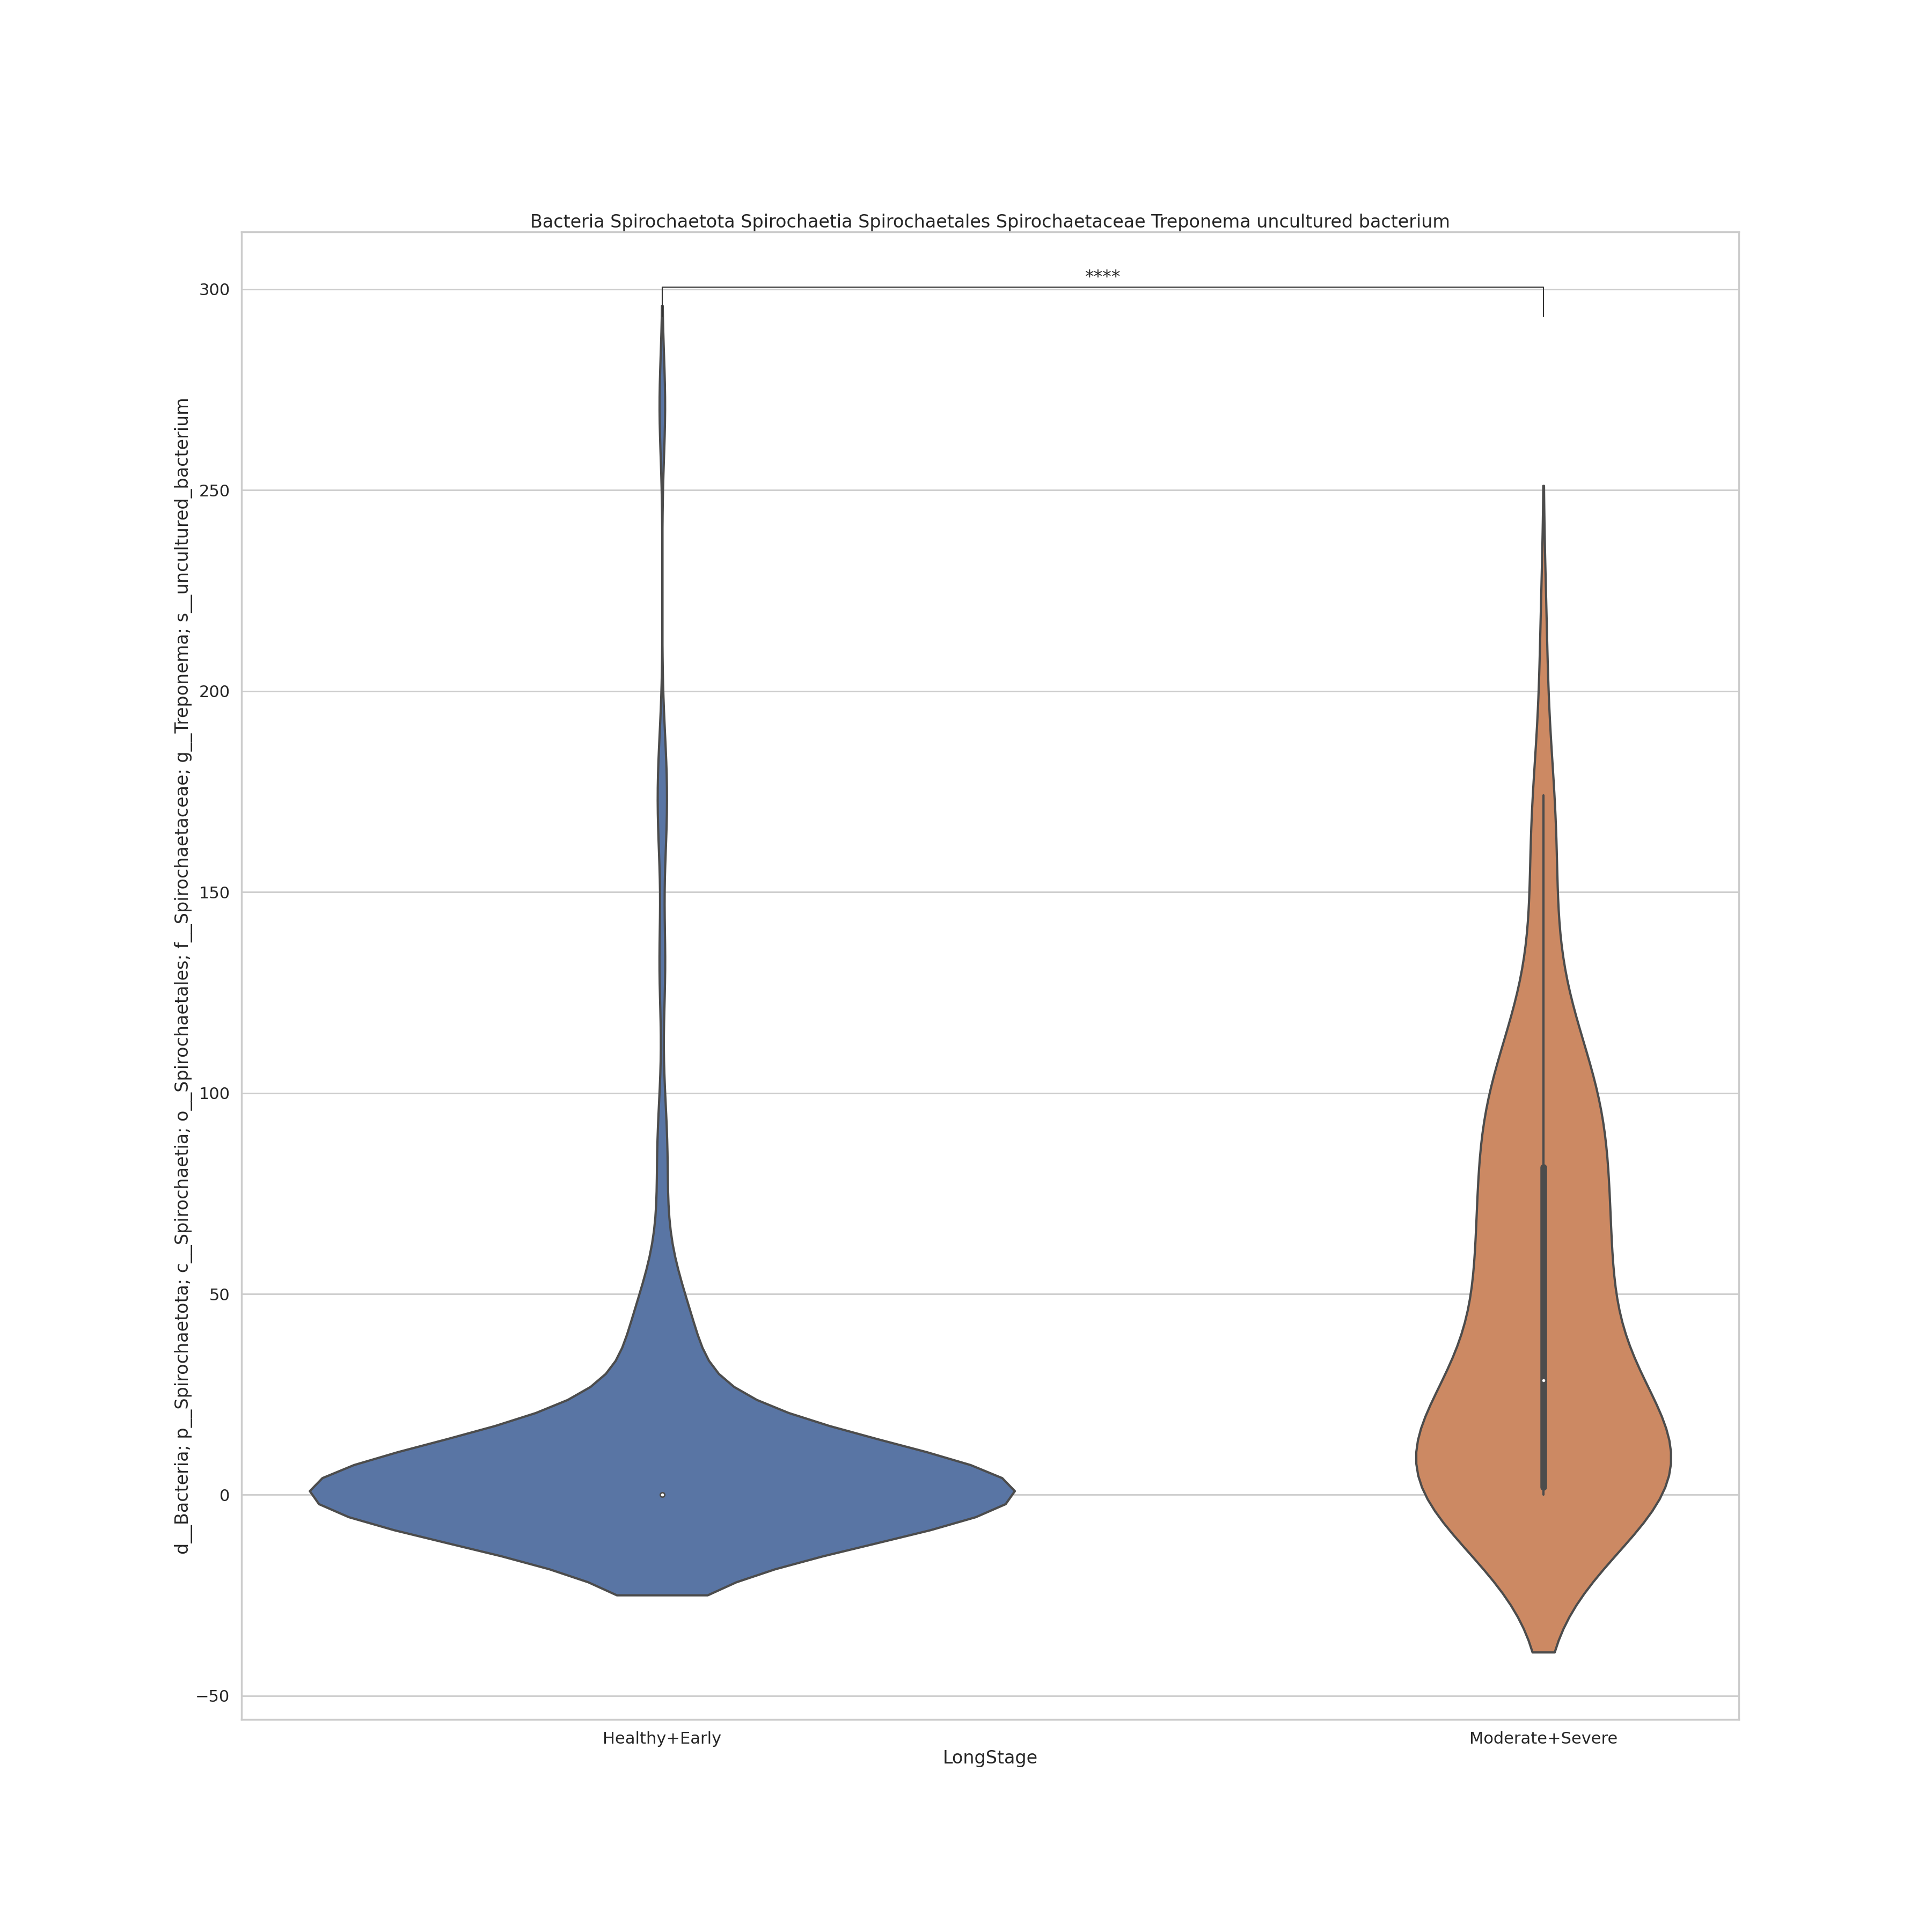 Bacteria Spirochaetota Spirochaetia Spirochaetales Spirochaetaceae Treponema uncultured bacterium
****
d__Bacteria; p__Spirochaetota; c__Spirochaetia; o__Spirochaetales; f__Spirochaetaceae; g__Treponema; s__uncultured_bacterium
300
250
200
150
100
50
0
−50
Healthy+Early
Moderate+Severe
LongStage